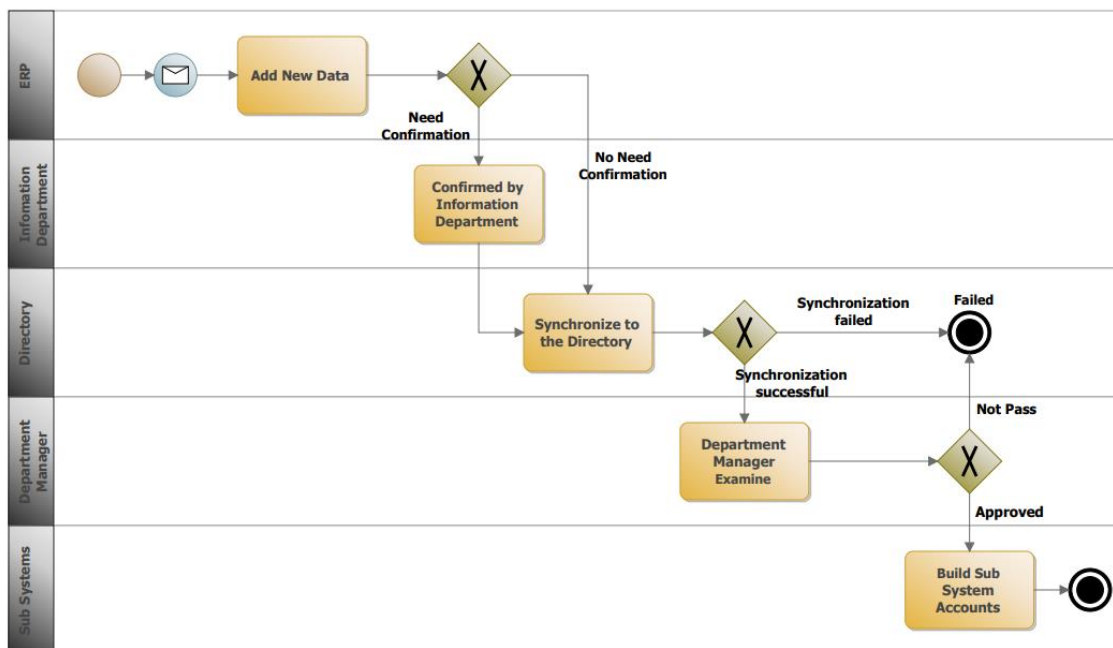 ERP
Add New Data
Need
Confirmation
No Need
Confirmation
Infomation
Department
Confirmed by
Information
Department
Directory
Synchronize to
the Directory
Synchronization
failed
Failed
Synchronization
successful
Department
Manager
Department
Manager
Examine
Not Pass
Approved
Sub Systems
Build Sub
System
Accounts